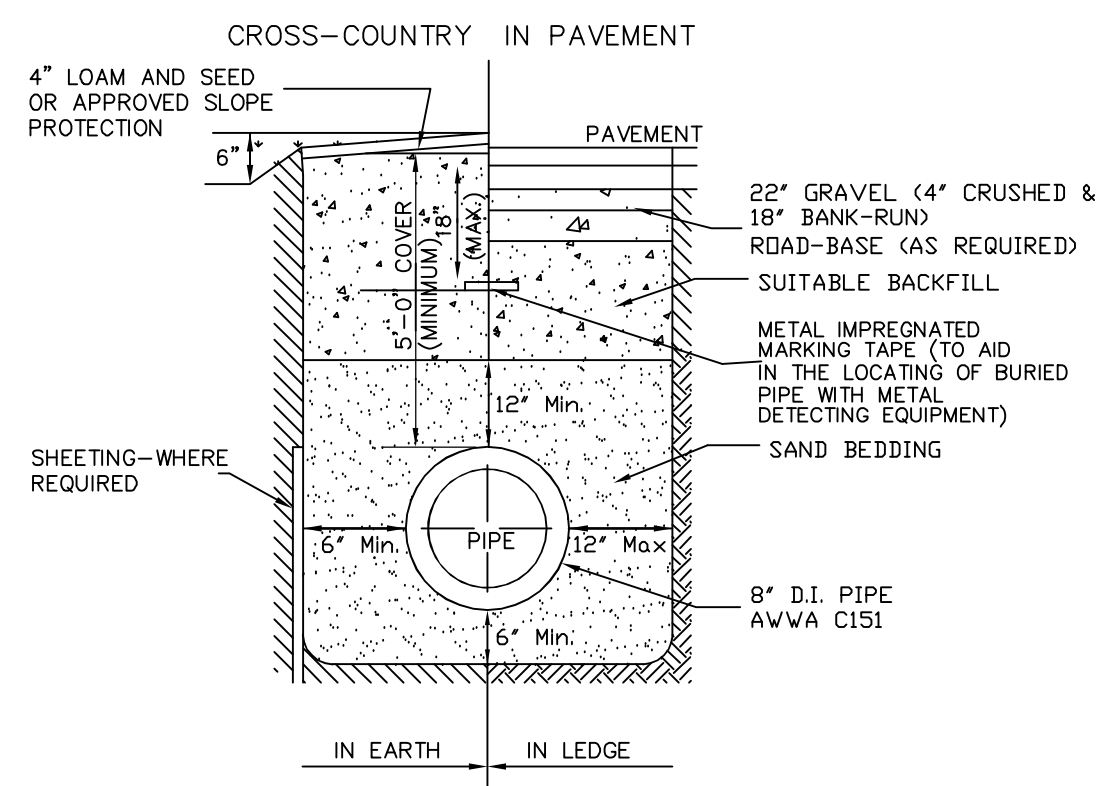 CROSS-COUNTRY IN PAVEMENT
4" LOAM AND SEED
OR APPROVED SLOPE
PROTECTION
6"
PAVEMENT
5'-0" COVER
(MINIMUM)
18"
(MAX.)
22" GRAVEL (4" CRUSHED &
18" BANK-RUN)
ROAD-BASE (AS REQUIRED)
SUITABLE BACKFILL
METAL IMPREGNATED
MARKING TAPE (TO AID
IN THE LOCATING OF BURIED
PIPE WITH METAL
DETECTING EQUIPMENT)
12" Min.
SAND BEDDING
SHEETING-WHERE
REQUIRED
6" Min.
PIPE
12" Max
8" D.I. PIPE
AWWA C151
6" Min.
IN EARTH
IN LEDGE